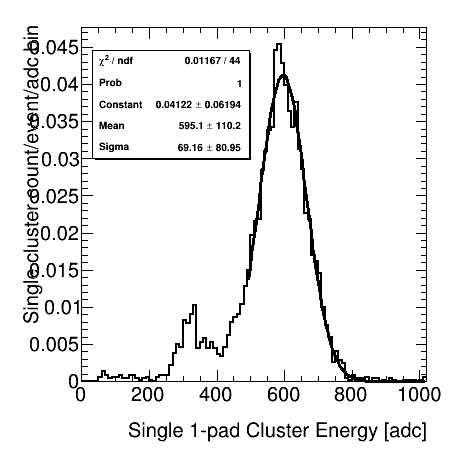 Single cluster count/event/adc bin
0.045
0.04
0.035
0.03
0.025
0.02
0.015
0.01
0.005
0
χ² / ndf 0.01167 / 44
Prob 1
Constant 0.04122 ± 0.06194
Mean 595.1 ± 110.2
Sigma 69.16 ± 80.95
0 200 400 600 800 1000
Single 1-pad Cluster Energy [adc]